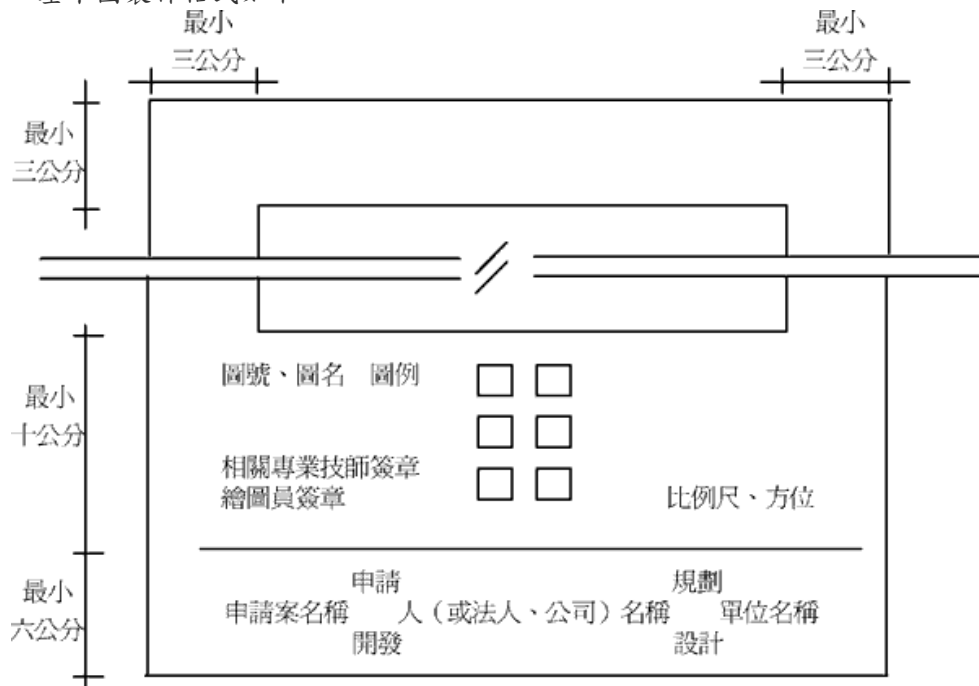 最小
三公分
最小
三公分
最小
三公分
圖號、圖名 圖例
最小
十公分
相關專業技師簽章
繪圖員簽章
比例尺、方位
最小
六公分
申請 規劃
申請案名稱 人（或法人、公司）名稱 單位名稱
開發 設計